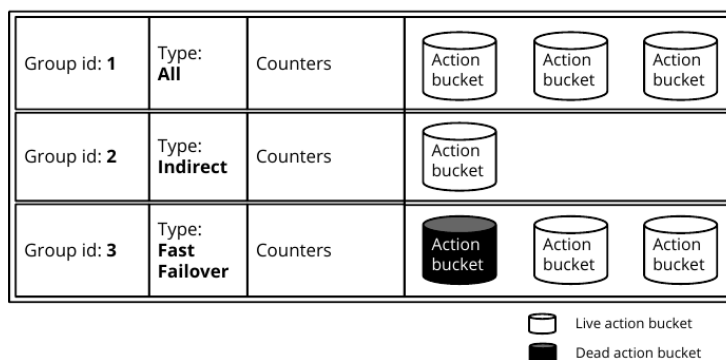 Group id: 1
Type:
All
Counters
Action
bucket
Action
bucket
Action
bucket
Group id: 2
Type:
Indirect
Counters
Action
bucket
Group id: 3
Type:
Fast
Failover
Counters
Action
bucket
Action
bucket
Action
bucket
Live action bucket
Dead action bucket